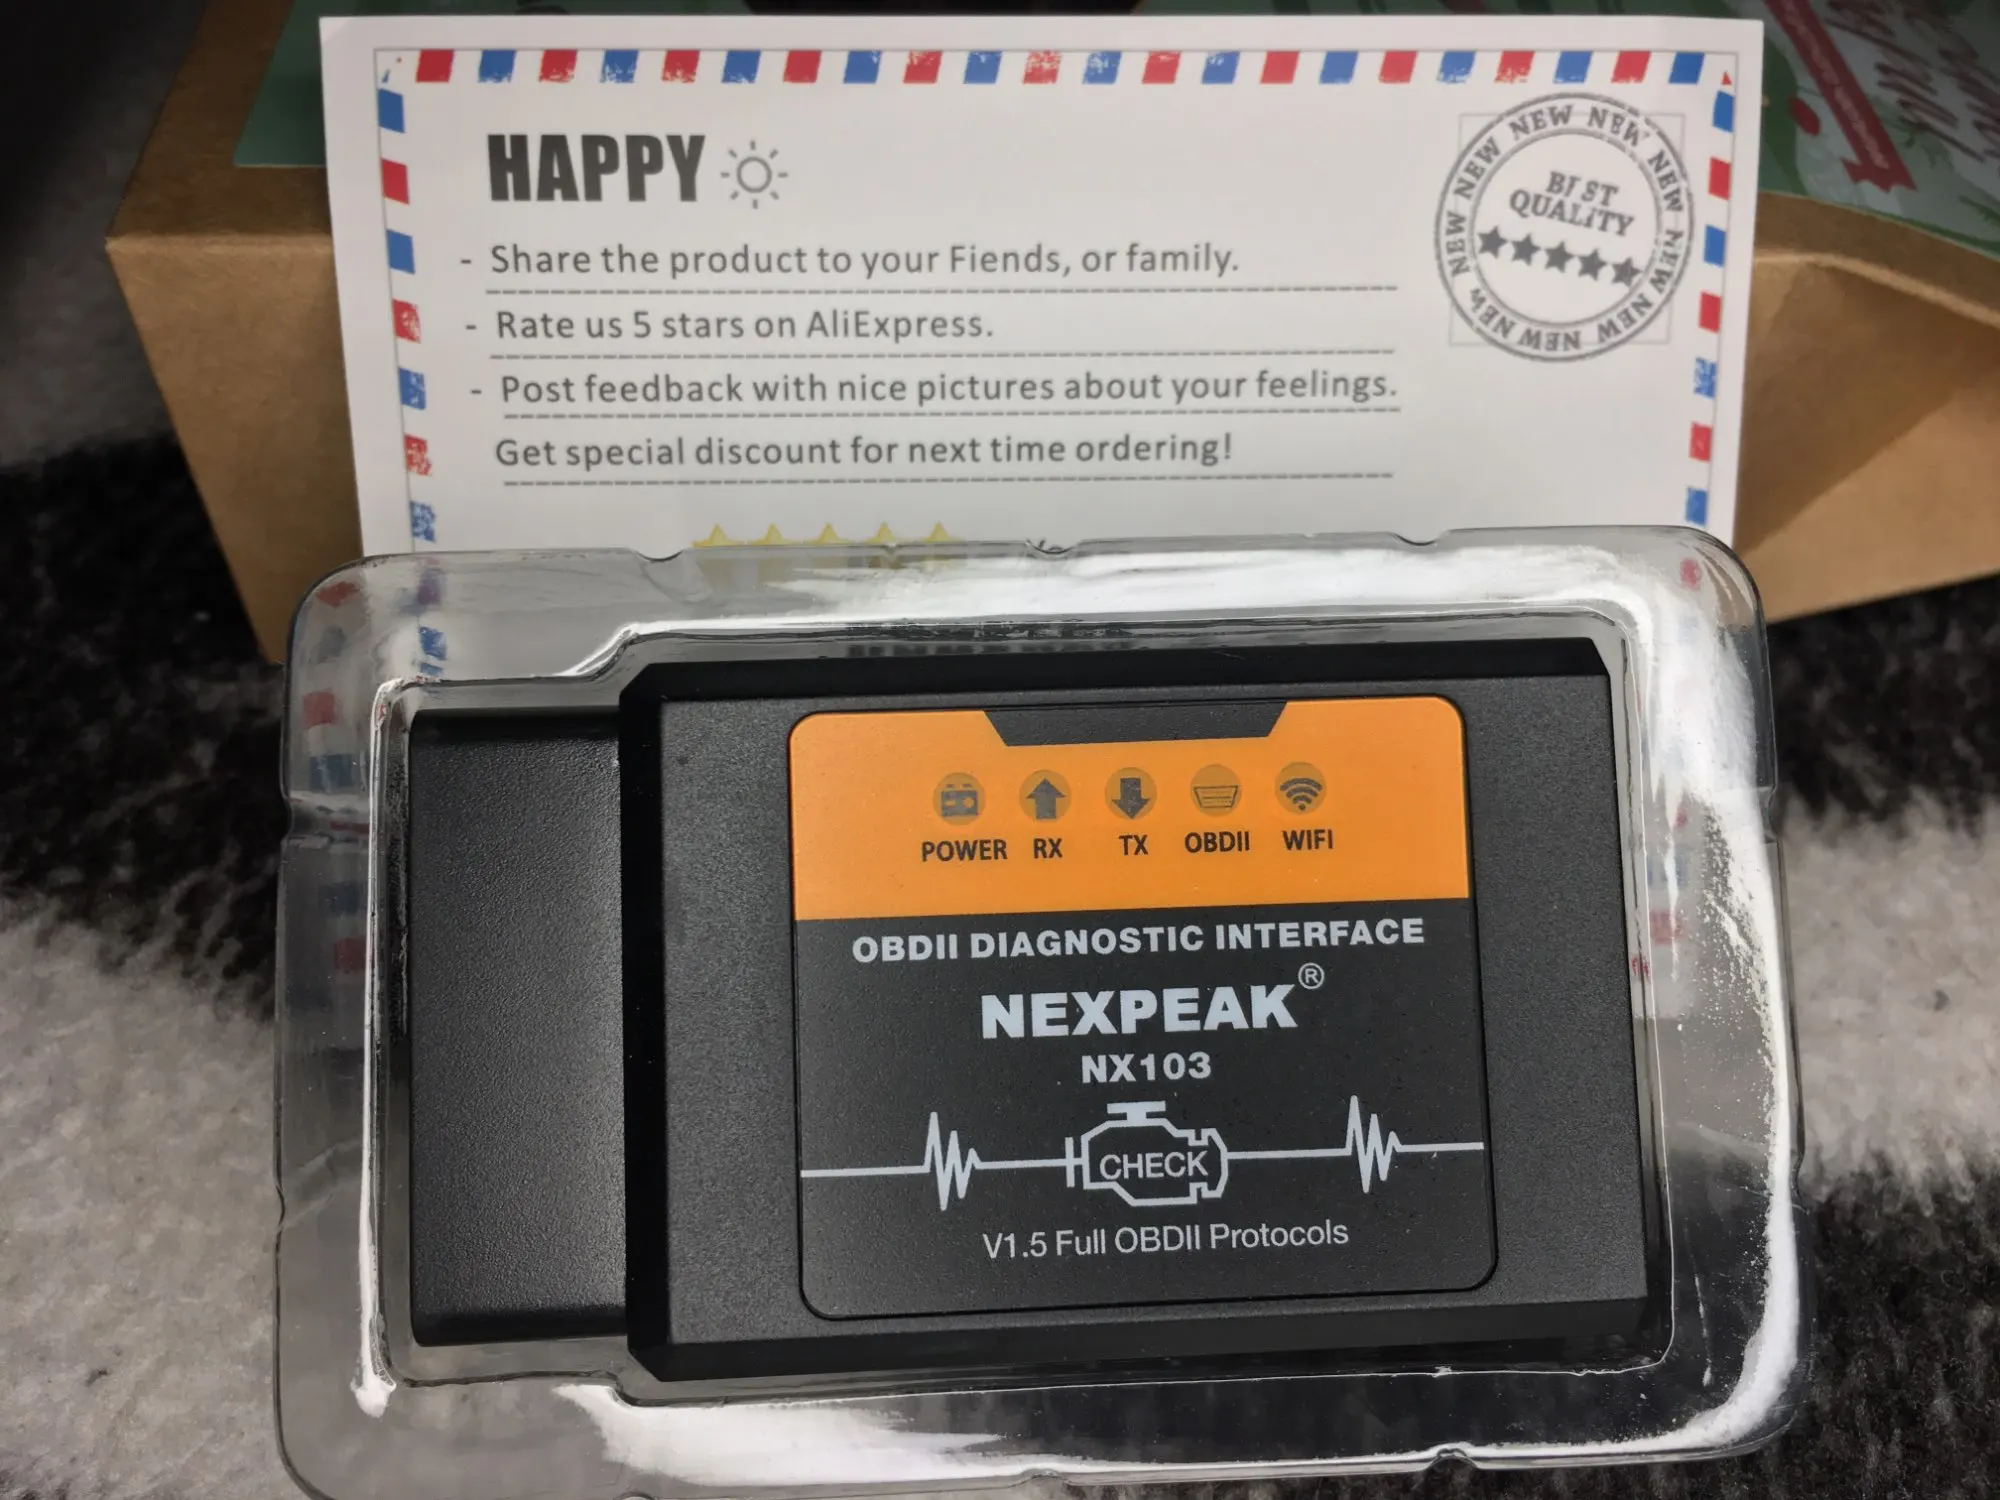 HAPPY
- Share the product to your Fiends, or family.
- Rate us 5 stars on AliExpress.
- Post feedback with nice pictures about your feelings.
Get special discount for next time ordering!
NEW NEW NEW NEW NEW NEW NEW NEW NEW NEW
BEST
QUALiTY
POWER RX TX OBDII WIFI
OBDII DIAGNOSTIC INTERFACE
NEXPEAK®
NX103
CHECK
V1.5 Full OBDII Protocols